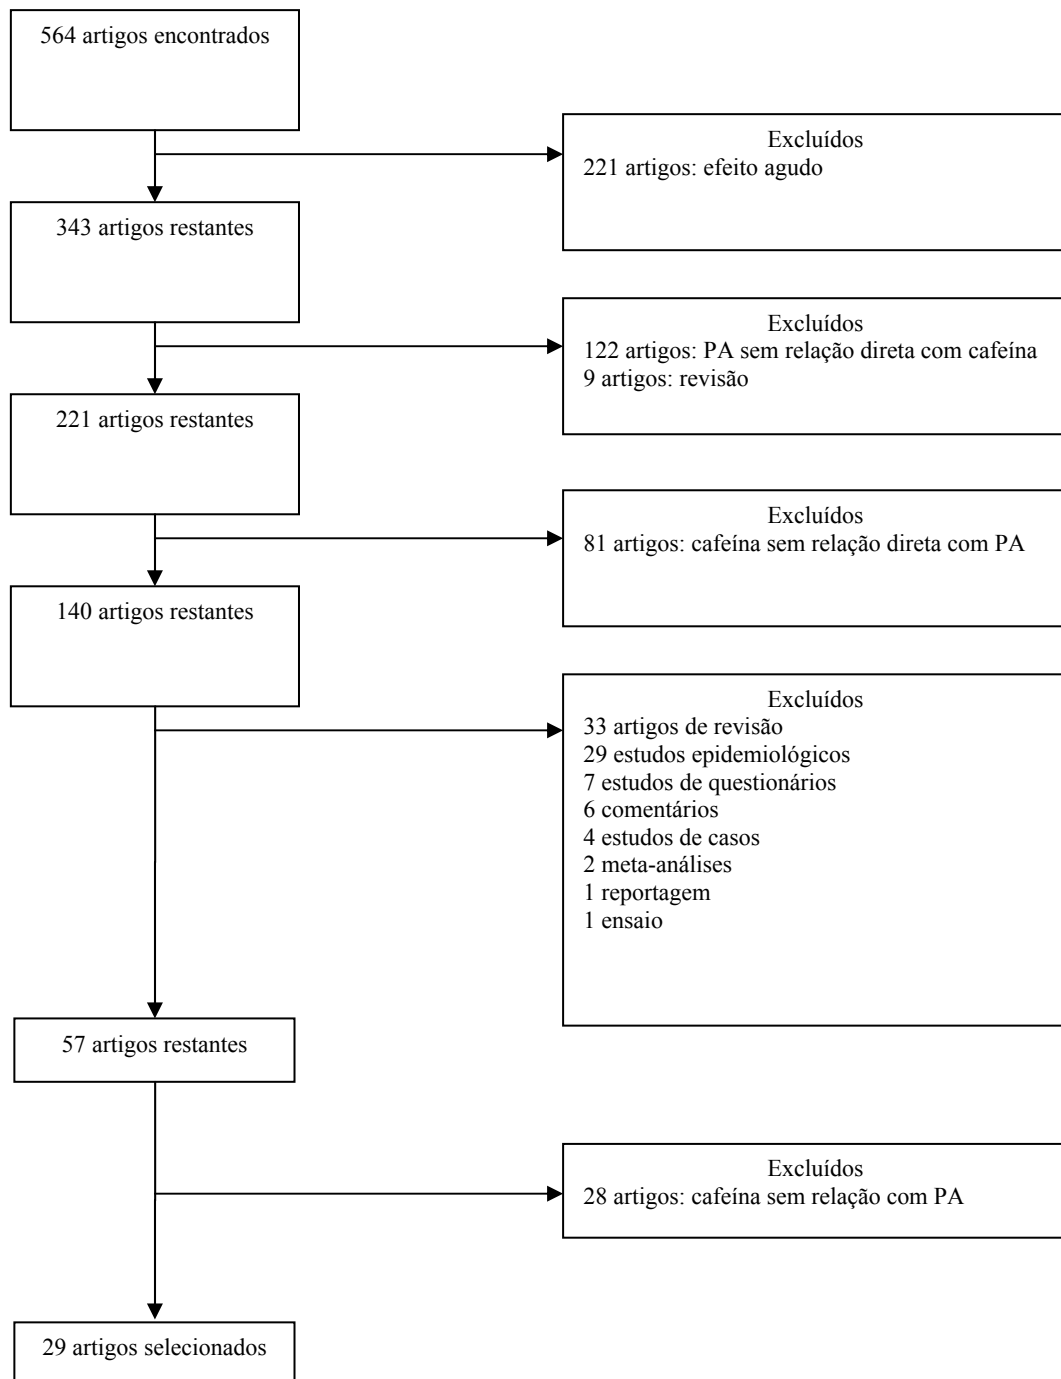 564 artigos encontrados
Excluídos
221 artigos: efeito agudo
343 artigos restantes
Excluídos
122 artigos: PA sem relação direta com cafeína
9 artigos: revisão
221 artigos restantes
Excluídos
81 artigos: cafeína sem relação direta com PA
140 artigos restantes
Excluídos
33 artigos de revisão
29 estudos epidemiológicos
7 estudos de questionários
6 comentários
4 estudos de casos
2 meta-análises
1 reportagem
1 ensaio
57 artigos restantes
Excluídos
28 artigos: cafeína sem relação com PA
29 artigos selecionados